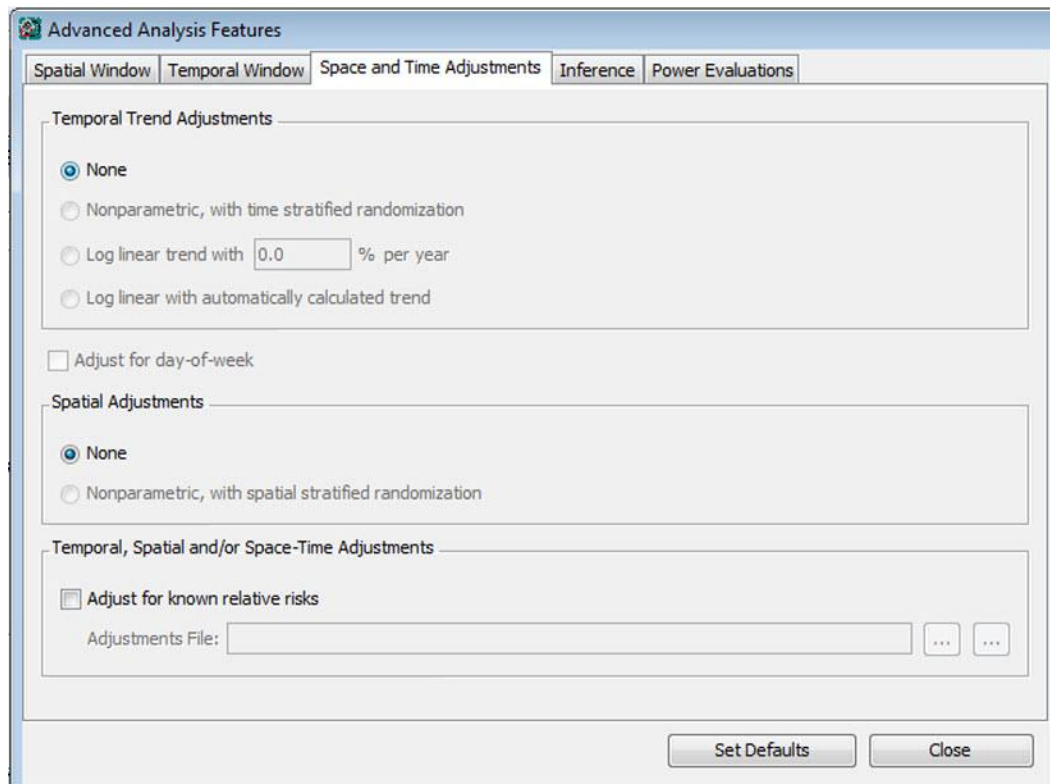 Advanced Analysis Features
Spatial Window Temporal Window Space and Time Adjustments Inference Power Evaluations
Temporal Trend Adjustments
None
Nonparametric, with time stratified randomization
Log linear trend with 0.0 % per year
Log linear with automatically calculated trend
Adjust for day-of-week
Spatial Adjustments
None
Nonparametric, with spatial stratified randomization
Temporal, Spatial and/or Space-Time Adjustments
Adjust for known relative risks
Adjustments File: ... ...
Set Defaults Close